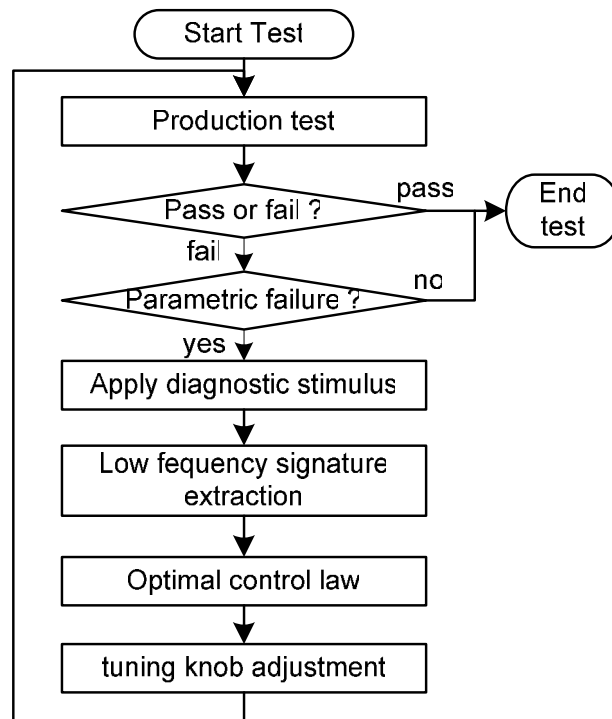 Start Test
Production test
Pass or fail ?
pass
End
test
fail
Parametric failure ?
no
yes
Apply diagnostic stimulus
Low fequency signature
extraction
Optimal control law
tuning knob adjustment